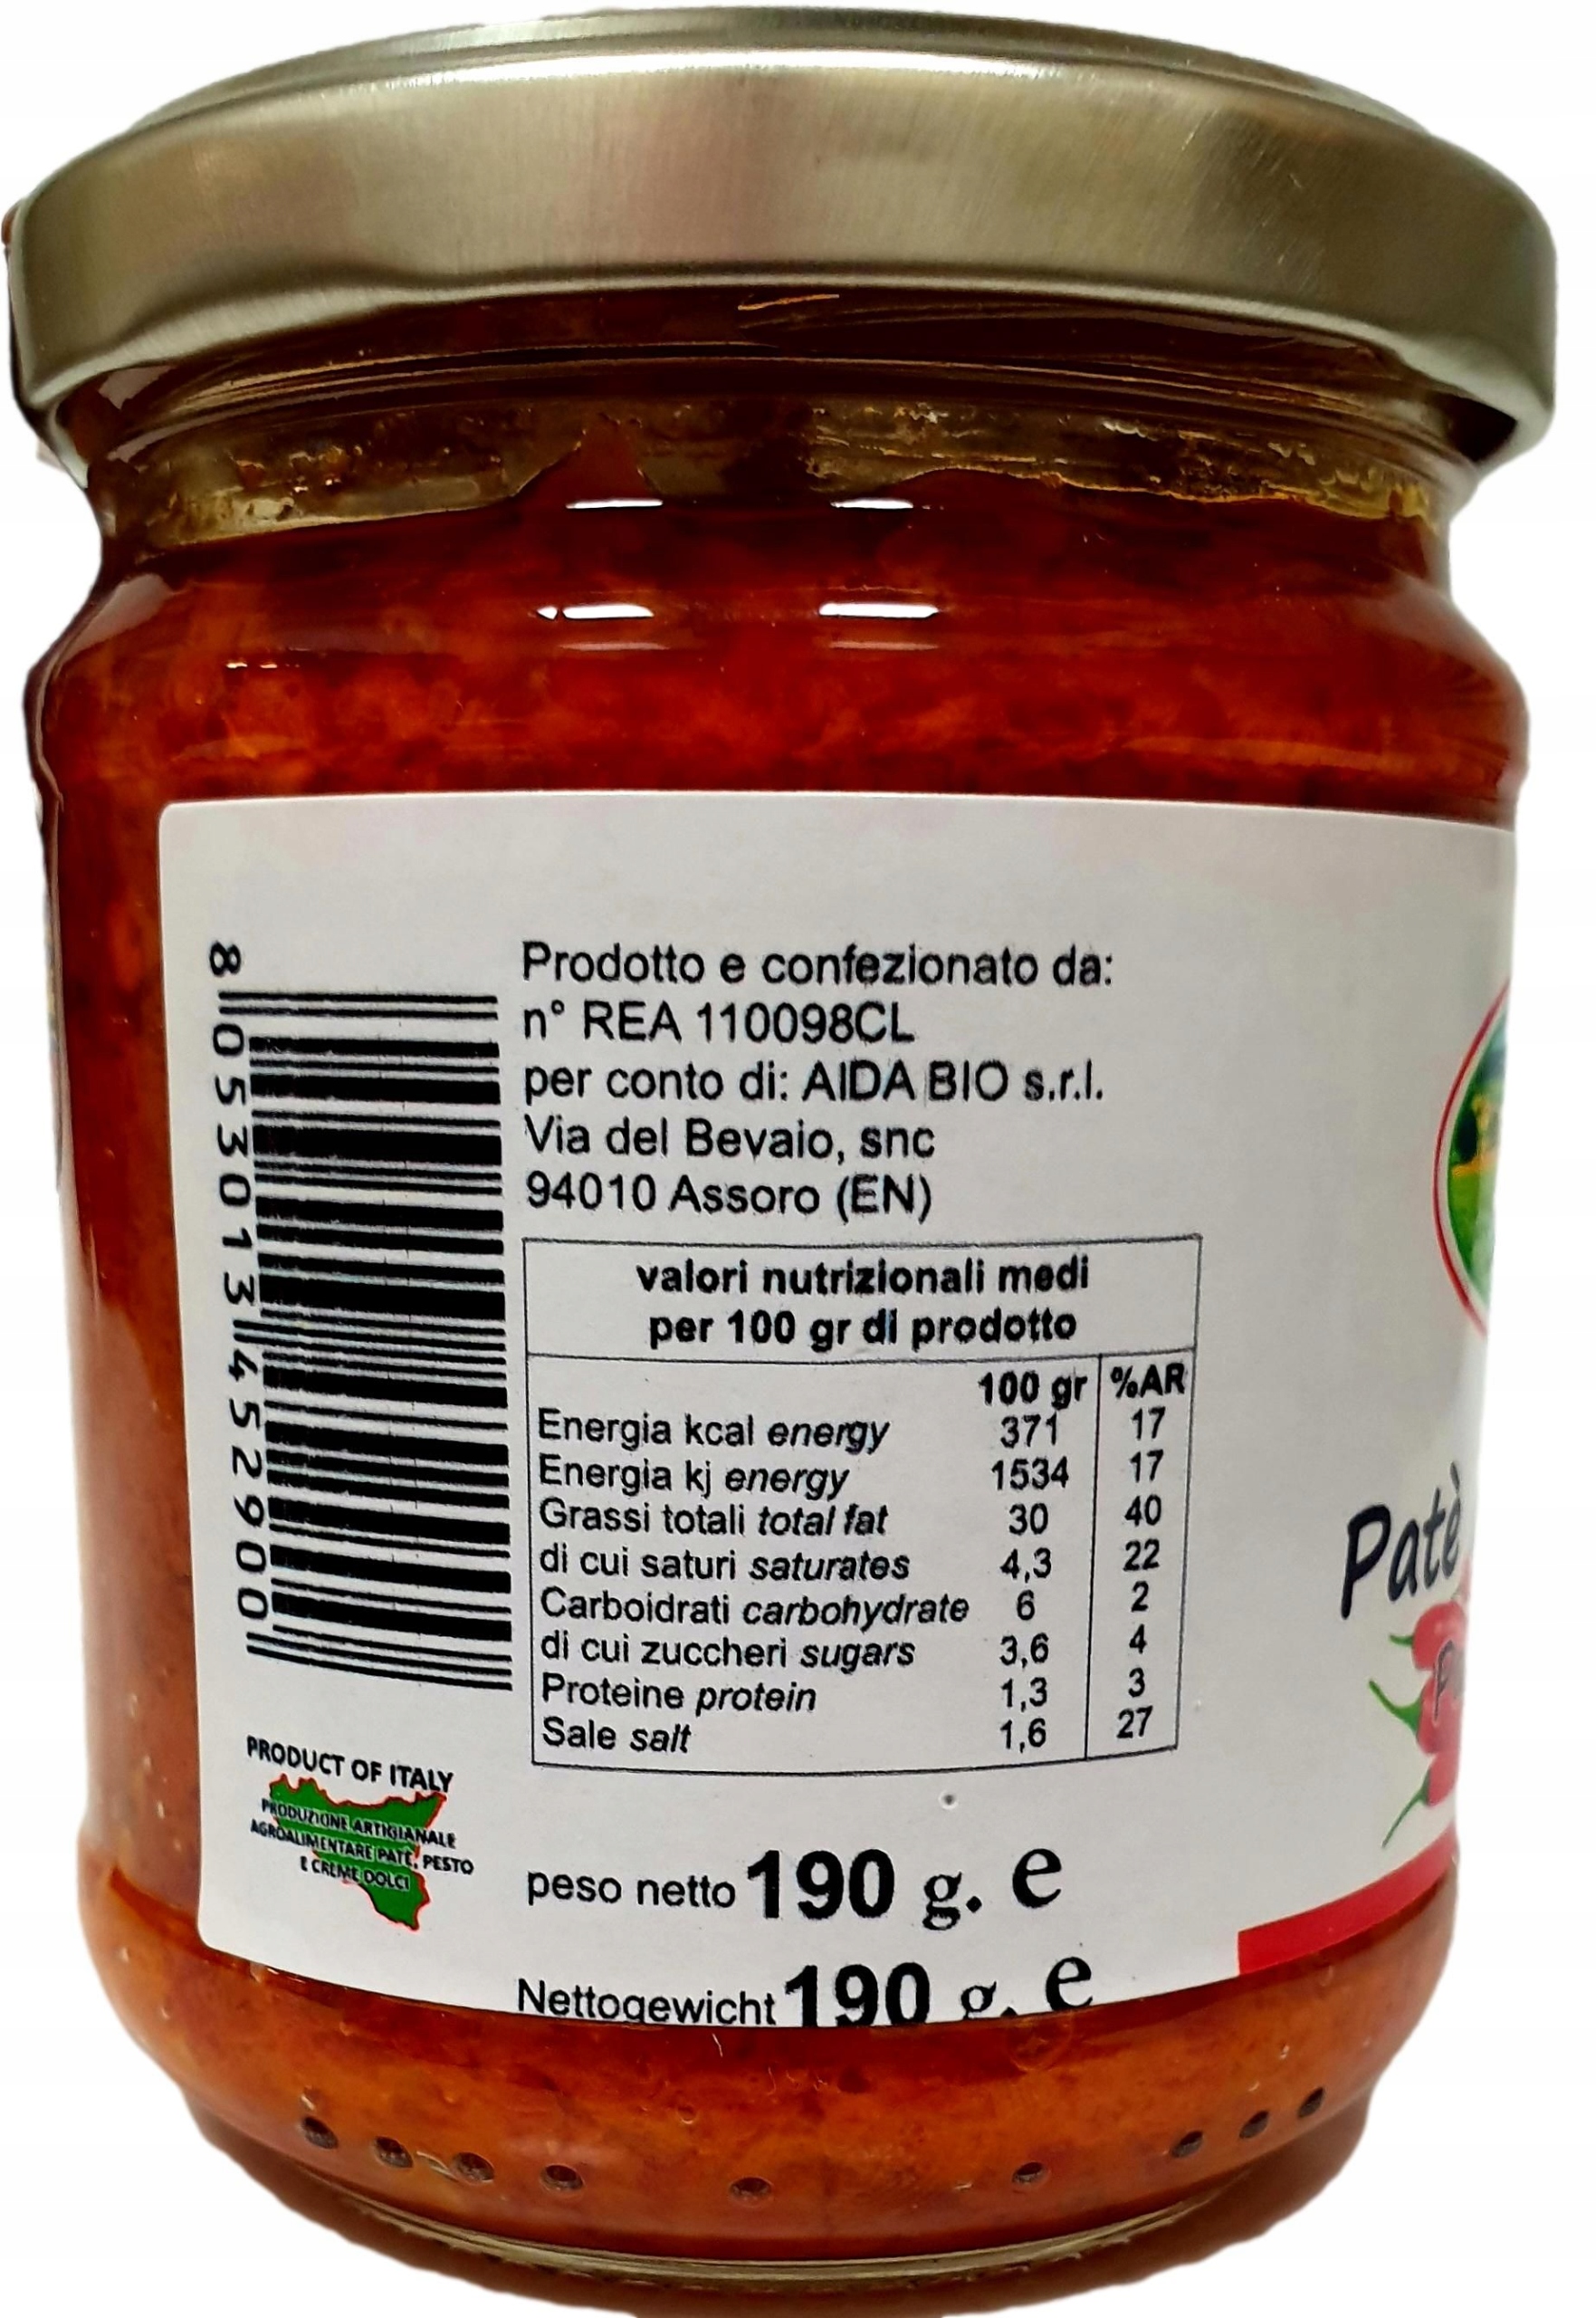 8 053013 452900
Prodotto e confezionato da:
n° REA 110098CL
per conto di: AIDA BIO s.r.l.
Via del Bevaio, snc
94010 Assoro (EN)
valori nutrizionali medi
per 100 gr di prodotto
100 gr %AR
Energia kcal energy 371 17
Energia kj energy 1534 17
Grassi totali total fat 30 40
di cui saturi saturates 4,3 22
Carboidrati carbohydrate 6 2
di cui zuccheri sugars 3,6 4
Proteine protein 1,3 3
Sale salt 1,6 27
PRODUCT OF ITALY
PRODUZIONE ARTIGIANALE
AGROALIMENTARE PATÈ, PESTO
E CREME DOLCI
peso netto 190 g. e
Nettogewicht 190 g. e
Patè